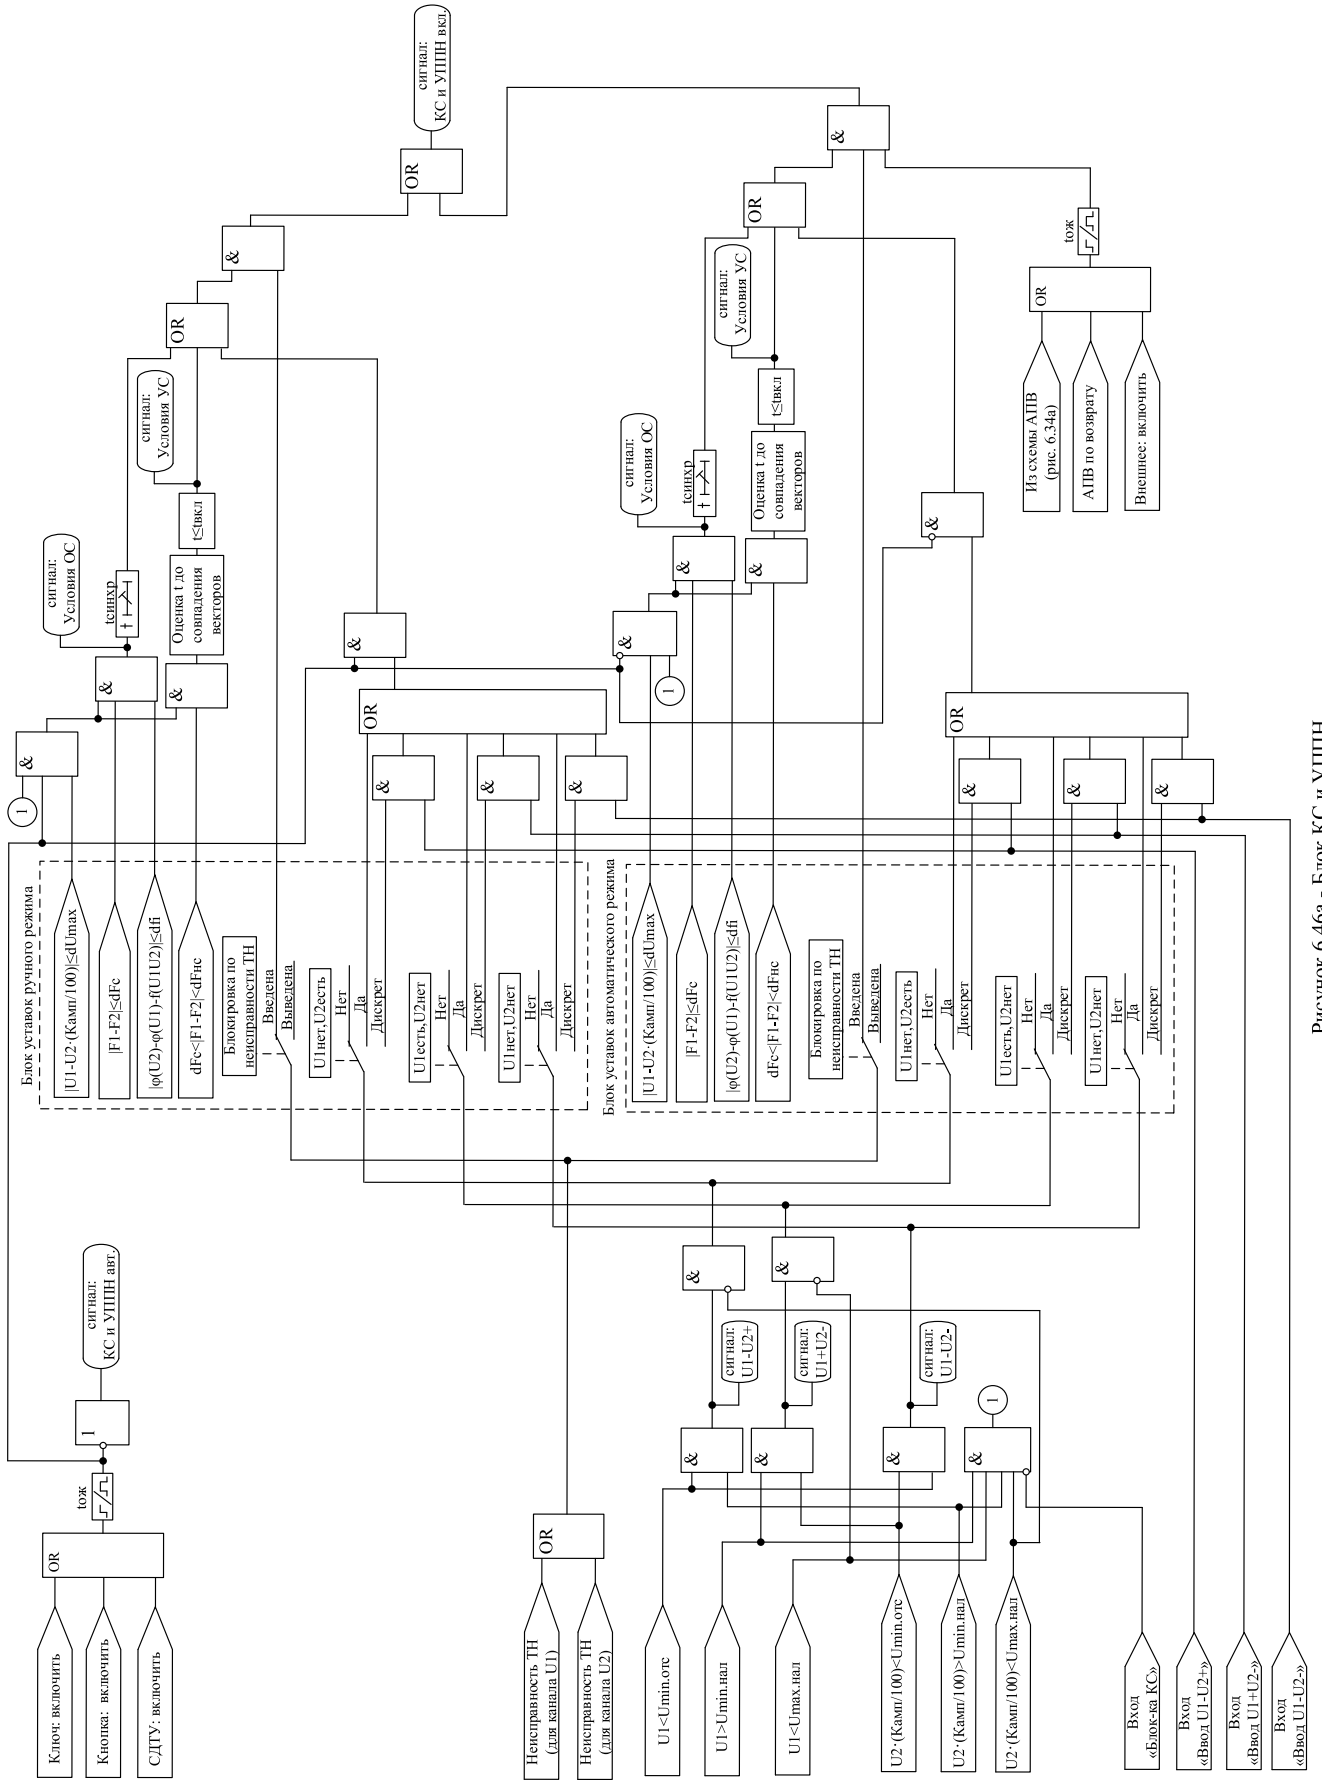 Ключ: включить
Кнопка: включить
СДТУ: включить
OR
tож
1
сигнал:
КС и УППН авт.
Неисправность ТН
(для канала U1)
Неисправность ТН
(для канала U2)
OR
U1<Umin.отс
U1>Umin.нал
U1<Umax.нал
U2·(Камп/100)<Umin.отс
U2·(Камп/100)>Umin.нал
U2·(Камп/100)<Umax.нал
Вход
«Блок-ка КС»
Вход
«Ввод U1-U2+»
Вход
«Ввод U1+U2-»
Вход
«Ввод U1-U2-»
&
&
&
&
1
сигнал:
U1-U2+
сигнал:
U1+U2-
сигнал:
U1-U2-
&
&
Блок уставок ручного режима
|U1-U2·(Камп/100)|≤dUmax
|F1-F2|≤dFс
|φ(U2)-φ(U1)-f(U1U2)|≤dfi
dFс<|F1-F2|≤dFнс
Блокировка по
неисправности ТН
Введена
Выведена
U1нет,U2есть
Нет
Да
Дискрет
U1есть,U2нет
Нет
Да
Дискрет
U1нет,U2нет
Нет
Да
Дискрет
Блок уставок автоматического режима
|U1-U2·(Камп/100)|≤dUmax
|F1-F2|≤dFс
|φ(U2)-φ(U1)-f(U1U2)|≤dfi
dFс<|F1-F2|≤dFнс
Блокировка по
неисправности ТН
Введена
Выведена
U1нет,U2есть
Нет
Да
Дискрет
U1есть,U2нет
Нет
Да
Дискрет
U1нет,U2нет
Нет
Да
Дискрет
1
&
&
&
сигнал:
Условия ОС
tсинхр
Оценка t до
совпадения
векторов
t≤tвкл
сигнал:
Условия УС
OR
&
&
&
&
OR
&
OR
сигнал:
КС и УППН вкл.
&
1
&
&
сигнал:
Условия ОС
tсинхр
Оценка t до
совпадения
векторов
t≤tвкл
сигнал:
Условия УС
OR
&
&
&
&
OR
&
&
Из схемы АПВ
(рис. 6.34а)
АПВ по возврату
Внешнее: включить
OR
tож
Рисунок 6.46а - Блок КС и УППН